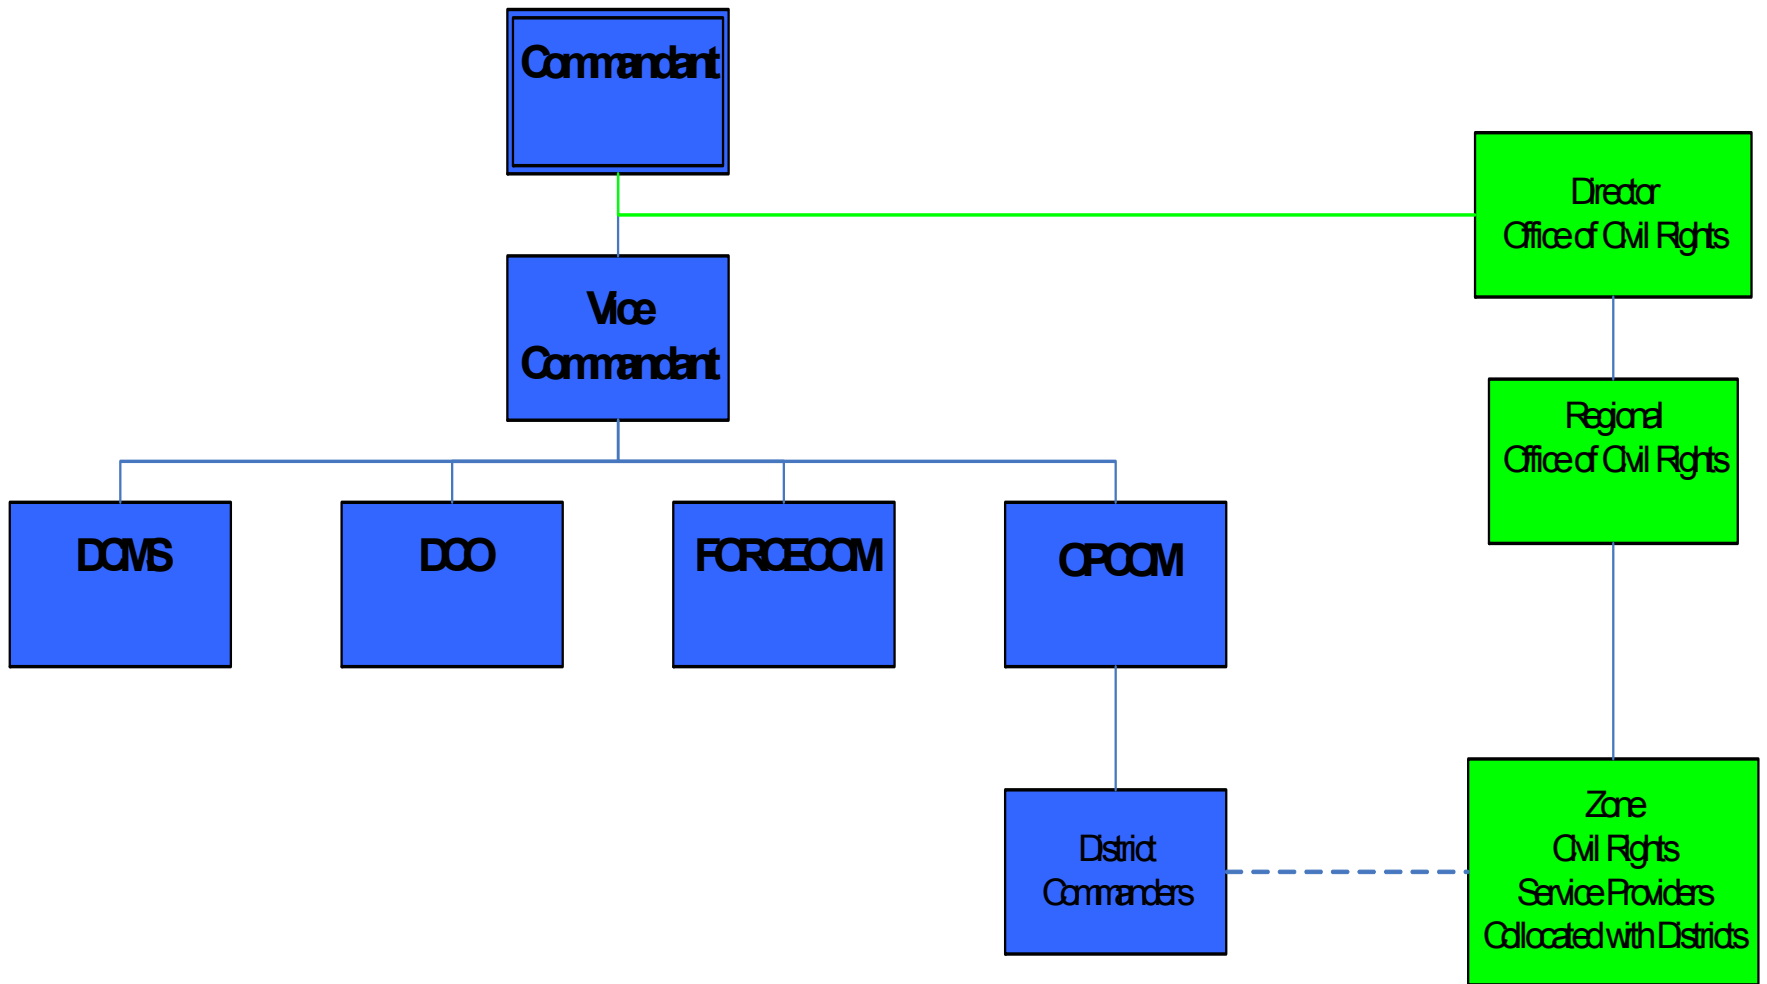 Commandant
Director
Office of Civil Rights
Vice
Commandant
Regional
Office of Civil Rights
DCMS
DCO
FORCECOM
OPCOM
District
Commanders
Zone
Civil Rights
Service Providers
Collocated with Districts